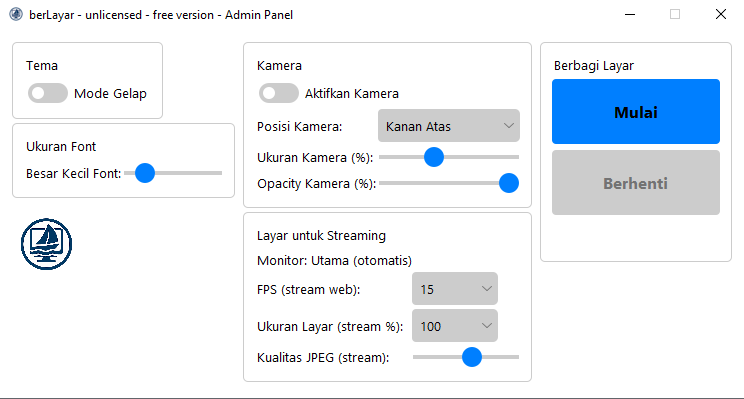 berLayar - unlicensed - free version - Admin Panel
Tema
Mode Gelap
Ukuran Font
Besar Kecil Font:
Kamera
Aktifkan Kamera
Posisi Kamera: Kanan Atas
Ukuran Kamera (%):
Opacity Kamera (%):
Layar untuk Streaming
Monitor: Utama (otomatis)
FPS (stream web): 15
Ukuran Layar (stream %): 100
Kualitas JPEG (stream):
Berbagi Layar
Mulai
Berhenti